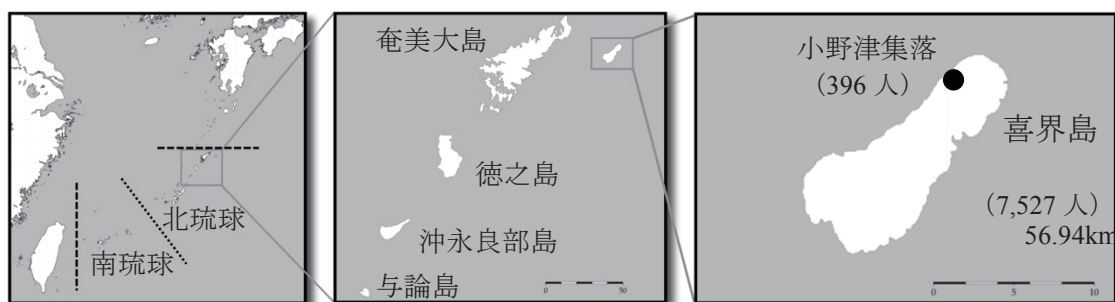 北琉球
南琉球
奄美大島
徳之島
沖永良部島
与論島
0
50
小野津集落
(396 人)
喜界島
(7,527 人)
56.94km
0
5
10